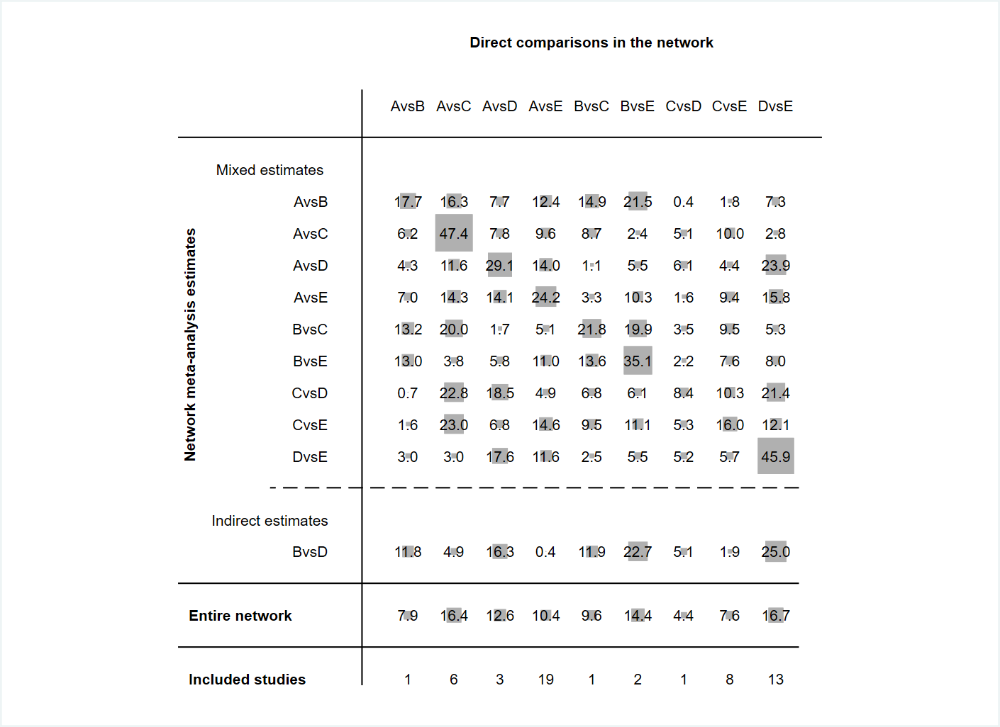 Direct comparisons in the network
AvsB AvsC AvsD AvsE BvsC BvsE CvsD CvsE DvsE
Network meta-analysis estimates
Mixed estimates
AvsB 17.7 16.3 7.7 12.4 14.9 21.5 0.4 1.8 7.3
AvsC 6.2 47.4 7.8 9.6 8.7 2.4 5.1 10.0 2.8
AvsD 4.3 11.6 29.1 14.0 1.1 5.5 6.1 4.4 23.9
AvsE 7.0 14.3 14.1 24.2 3.3 10.3 1.6 9.4 15.8
BvsC 13.2 20.0 1.7 5.1 21.8 19.9 3.5 9.5 5.3
BvsE 13.0 3.8 5.8 11.0 13.6 35.1 2.2 7.6 8.0
CvsD 0.7 22.8 18.5 4.9 6.8 6.1 8.4 10.3 21.4
CvsE 1.6 23.0 6.8 14.6 9.5 11.1 5.3 16.0 12.1
DvsE 3.0 3.0 17.6 11.6 2.5 5.5 5.2 5.7 45.9
Indirect estimates
BvsD 11.8 4.9 16.3 0.4 11.9 22.7 5.1 1.9 25.0
Entire network 7.9 16.4 12.6 10.4 9.6 14.4 4.4 7.6 16.7
Included studies 1 6 3 19 1 2 1 8 13